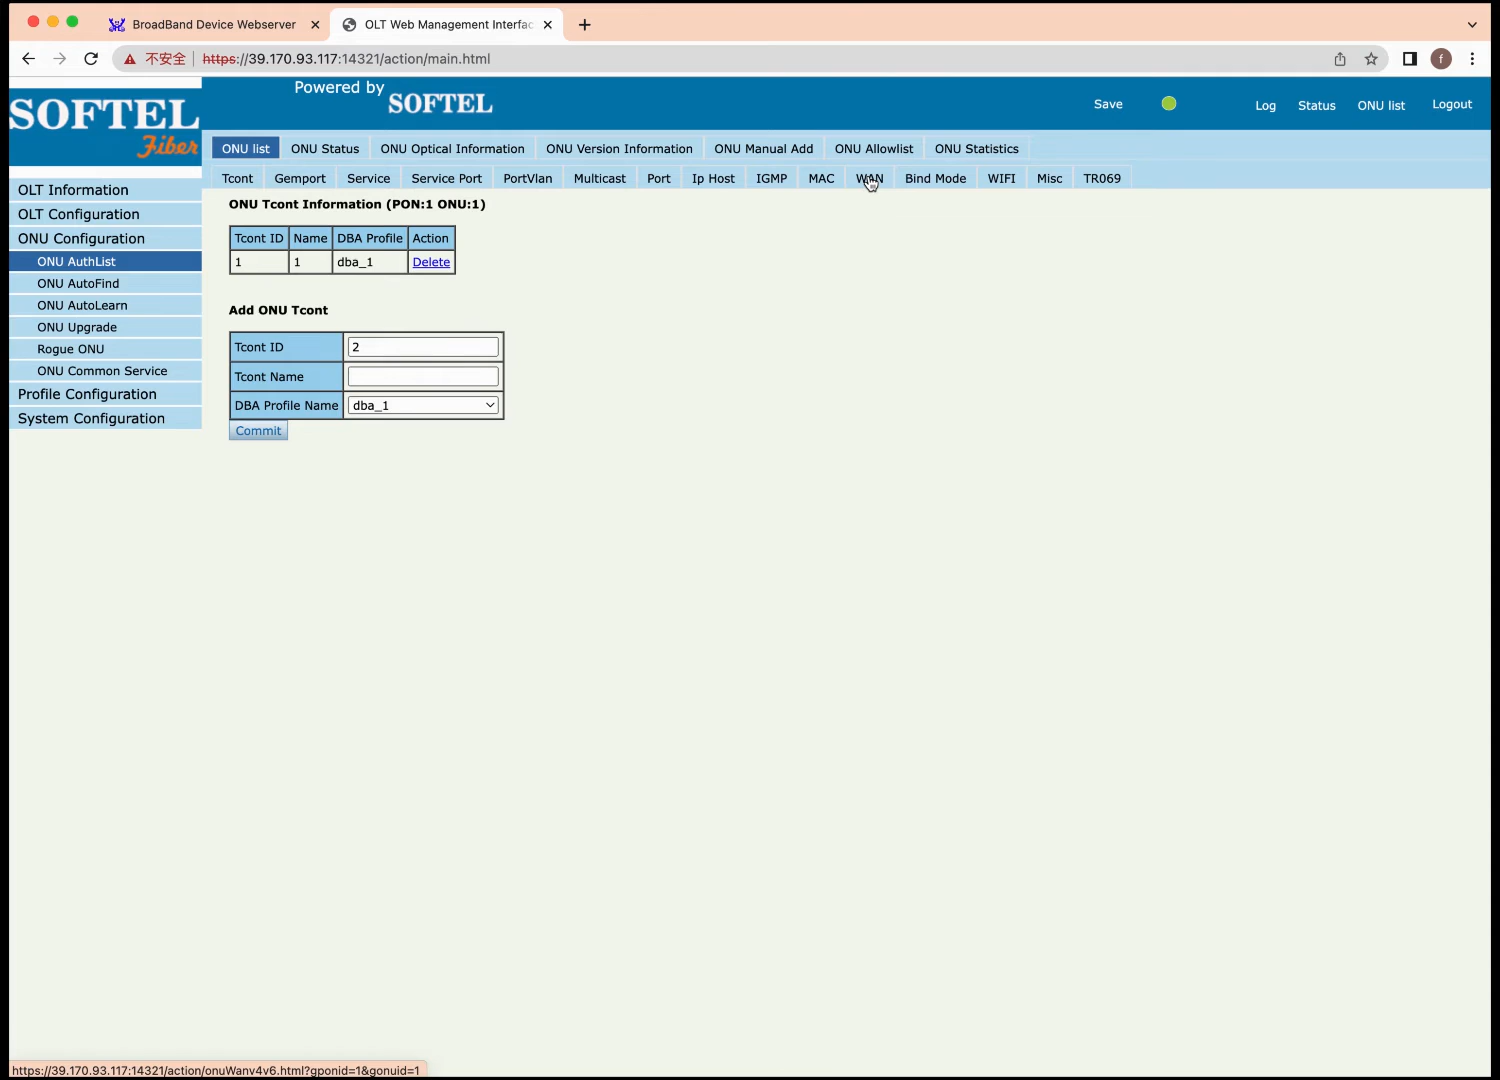 BroadBand Device Webserver
OLT Web Management Interfac
不安全 https://39.170.93.117:14321/action/main.html
f
SOFTEL
Fiber
Powered by SOFTEL
Save Log Status ONU list Logout
ONU list ONU Status ONU Optical Information ONU Version Information ONU Manual Add ONU Allowlist ONU Statistics
Tcont Gemport Service Service Port PortVlan Multicast Port Ip Host IGMP MAC WAN Bind Mode WIFI Misc TR069
OLT Information
OLT Configuration
ONU Configuration
ONU AuthList
ONU AutoFind
ONU AutoLearn
ONU Upgrade
Rogue ONU
ONU Common Service
Profile Configuration
System Configuration
ONU Tcont Information (PON:1 ONU:1)
Tcont ID Name DBA Profile Action
1 1 dba_1 Delete
Add ONU Tcont
Tcont ID 2
Tcont Name
DBA Profile Name dba_1
Commit
https://39.170.93.117:14321/action/onuWanv4v6.html?gponid=1&gonuid=1